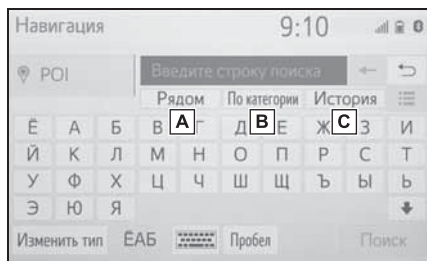 Навигация 9:10
POI Введите строку поиска
Рядом По категории История
A B C
Ё А Б В Г Д Е Ж З И
Й К Л М Н О П Р С Т
У Ф Х Ц Ч Ш Щ Ъ Ы Ь
Э Ю Я
Изменить тип ЁАБ Пробел Поиск